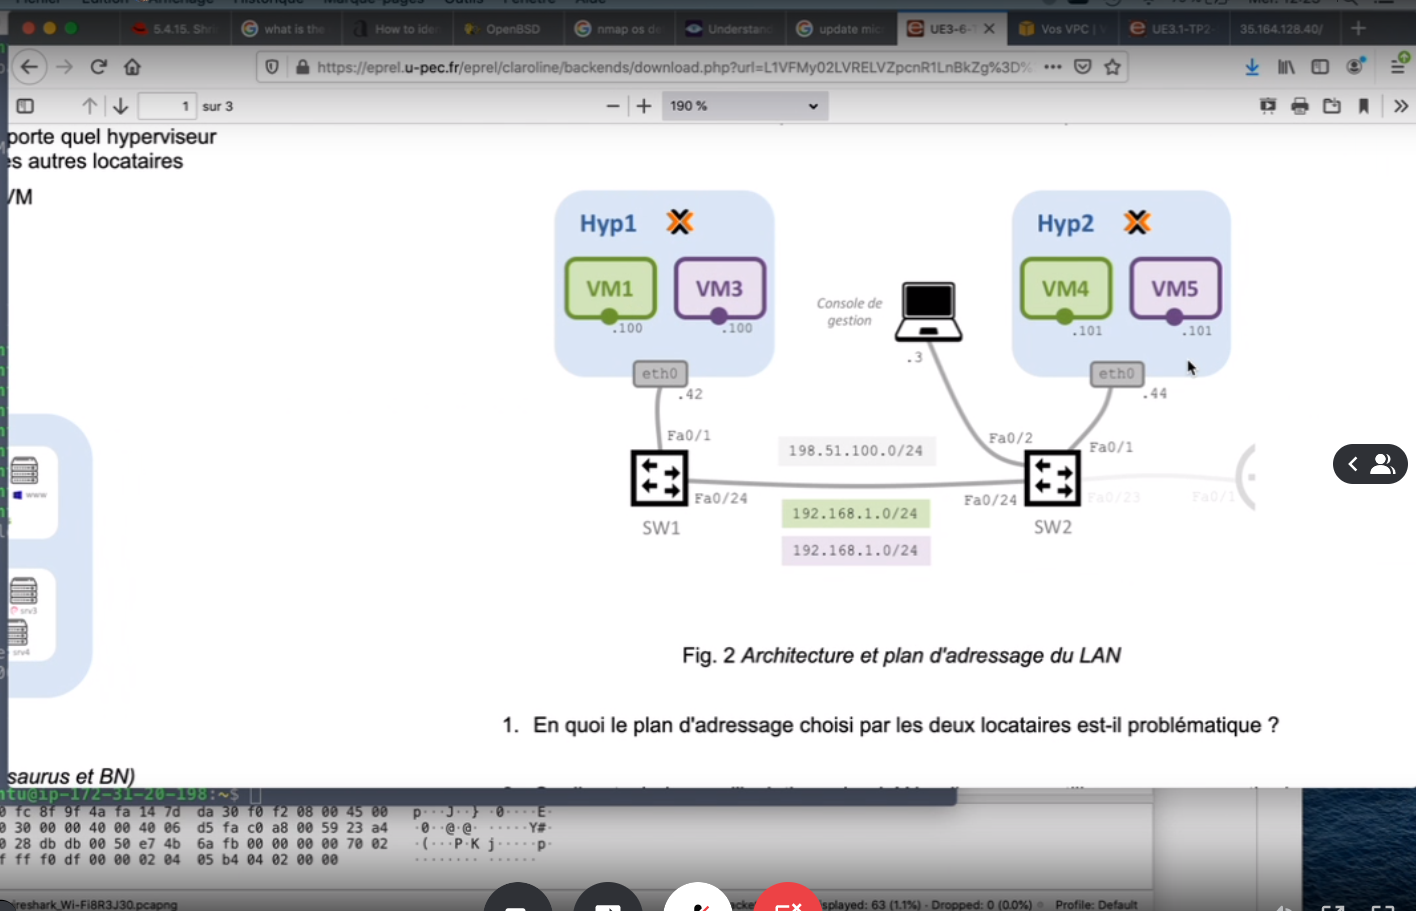 5.4.15. Shr
what is the
How to ide
OpenBSD
nmap os de
Understand
update mic
UE3-6-
Vos VPC |
UE3.1-TP2-
35.164.128.40/
https://eprel.u-pec.fr/eprel/claroline/backends/download.php?url=L1VFMy02LVRELVZpcnR1LnBkZg%3D%
1 sur 3
190 %
porte quel hyperviseur
es autres locataires
VM
Hyp1
Hyp2
VM1
VM3
VM4
VM5
.100
.100
Console de
gestion
.101
.101
.3
eth0
eth0
.42
.44
Fa0/1
Fa0/2
Fa0/1
198.51.100.0/24
Fa0/24
Fa0/24
Fa0/23
Fa0/1
192.168.1.0/24
SW1
SW2
192.168.1.0/24
www
srv3
srv4
Fig. 2 Architecture et plan d'adressage du LAN
1. En quoi le plan d'adressage choisi par les deux locataires est-il problématique ?
saurus et BN)
ntu@ip-172-31-20-198:~$
0 fc 8f 9f 4a fa 14 7d da 30 f0 f2 08 00 45 00 p···J··} ·0····E·
0 30 00 00 40 00 40 06 d5 fa c0 a8 00 59 23 a4 ·0··@·@· ·····Y#·
0 28 db db 00 50 e7 4b 6a fb 00 00 00 00 70 02 ·(···P·K j·····p·
f ff f0 df 00 00 02 04 05 b4 04 02 00 00 ········ ······
ireshark_Wi-Fi8R3J30.pcapng
splayed: 63 (1.1%) · Dropped: 0 (0.0%)
Profile: Default